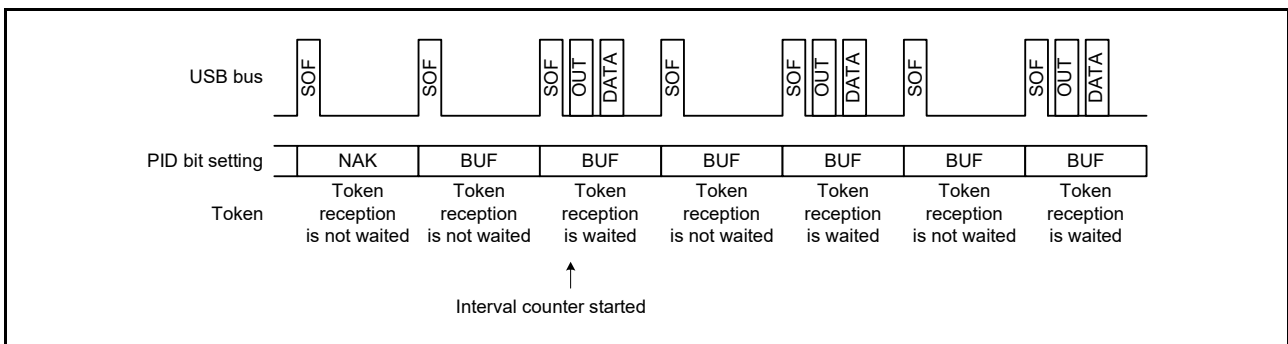 USB bus
SOF SOF SOF OUT DATA SOF SOF OUT DATA SOF SOF OUT DATA
PID bit setting NAK BUF BUF BUF BUF BUF BUF
Token
Token reception is not waited
Token reception is not waited
Token reception is waited
Token reception is not waited
Token reception is waited
Token reception is not waited
Token reception is waited
Interval counter started